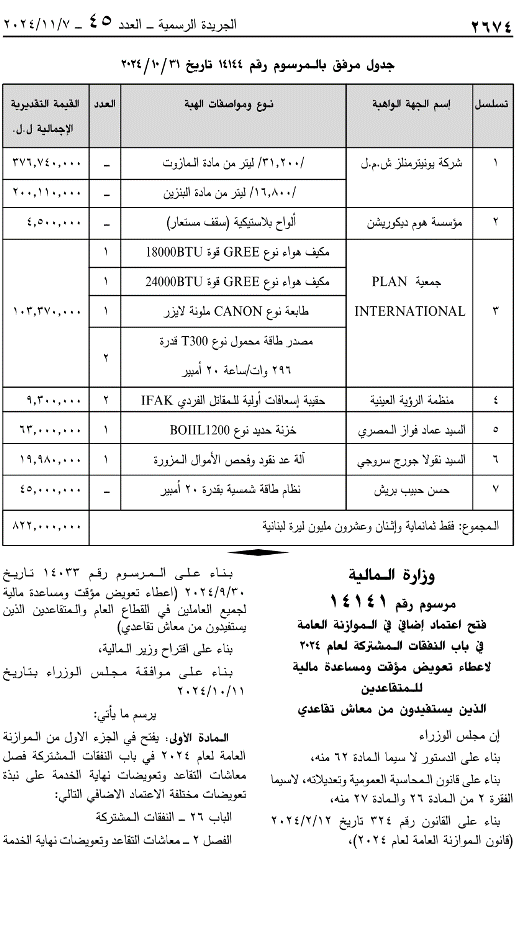 ٢٦٧٤ الجريدة الرسمية – العدد ٤٥ – ٢٠٢٤/١١/٧
جدول مرفق بالمرسوم رقم ١٤١٤٤ تاريخ ٢٠٢٤/١٠/٣١
تسلسل إسم الجهة الواهبة نوع ومواصفات الهبة العدد القيمة التقديرية
الإجمالية ل.ل.
١ شركة يونيترمنلز ش.م.ل /٣١,٢٠٠/ ليتر من مادة المازوت – ٣٧٦,٧٤٠,٠٠٠
/١٦,٨٠٠/ ليتر من مادة البنزين – ٢٠٠,١١٠,٠٠٠
٢ مؤسسة هوم ديكوريشن ألواح بلاستيكية (سقف مستعار) – ٤,٥٠٠,٠٠٠
٣ جمعية PLAN INTERNATIONAL مكيف هواء نوع GREE قوة 18000BTU ١ ١٠٣,٣٧٠,٠٠٠
مكيف هواء نوع GREE قوة 24000BTU ١
طابعة نوع CANON ملونة لايزر ١
مصدر طاقة محمول نوع T300 قدرة ٢
٢٩٦ وات/ساعة ٢٠ أمبير
٤ منظمة الرؤية العينية حقيبة إسعافات أولية للمقاتل الفردي IFAK ٢ ٩,٣٠٠,٠٠٠
٥ السيد عماد فواز المصري خزنة حديد نوع BOIIL1200 ١ ٦٣,٠٠٠,٠٠٠
٦ السيد نقولا جورج سروجي آلة عد نقود وفحص الأموال المزورة ١ ١٩,٩٨٠,٠٠٠
٧ حسن حبيب بريش نظام طاقة شمسية بقدرة ٢٠ أمبير – ٤٥,٠٠٠,٠٠٠
المجموع: فقط ثمانماية وإثنان وعشرون مليون ليرة لبنانية ٨٢٢,٠٠٠,٠٠٠
وزارة المالية
مرسوم رقم ١٤١٤١
فتح اعتماد إضافي في الموازنة العامة
في باب النفقات المشتركة لعام ٢٠٢٤
لاعطاء تعويض مؤقت ومساعدة مالية
للمتقاعدين
الذين يستفيدون من معاش تقاعدي
إن مجلس الوزراء
بناء على الدستور لا سيما المادة ٦٢ منه،
بناء على قانون المحاسبة العمومية وتعديلاته، لاسيما
الفقرة ٢ من المادة ٢٦ والمادة ٢٧ منه،
بناء على القانون رقم ٣٢٤ تاريخ ٢٠٢٤/٢/١٢
(قانون الموازنة العامة لعام ٢٠٢٤)،
بناء على المرسوم رقم ١٤٠٣٣ تاريخ
٢٠٢٤/٩/٣٠ (اعطاء تعويض مؤقت ومساعدة مالية
لجميع العاملين في القطاع العام والمتقاعدين الذين
يستفيدون من معاش تقاعدي)
بناء على اقتراح وزير المالية،
بناء على موافقة مجلس الوزراء بتاريخ
٢٠٢٤/١٠/١١
يرسم ما يأتي:
المادة الأولى: يفتح في الجزء الاول من الموازنة
العامة لعام ٢٠٢٤ في باب النفقات المشتركة فصل
معاشات التقاعد وتعويضات نهاية الخدمة على نبذة
تعويضات مختلفة الاعتماد الاضافي التالي:
الباب ٢٦ – النفقات المشتركة
الفصل ٢ – معاشات التقاعد وتعويضات نهاية الخدمة